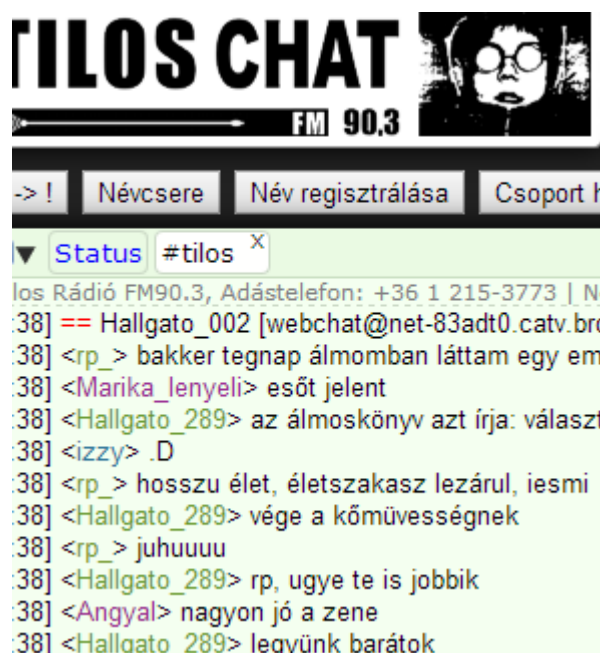 TILOS CHAT
FM 90,3
-> ! Névcsere Név regisztrálása Csoport
▼ Status #tilos X
los Rádió FM90.3, Adástelefon: +36 1 215-3773 | N
:38] == Hallgato_002 [webchat@net-83adt0.catv.bro
:38] <rp_> bakker tegnap álmomban láttam egy em
:38] <Marika_lenyeli> esőt jelent
:38] <Hallgato_289> az álmoskönyv azt írja: választ
:38] <izzy> .D
:38] <rp_> hosszu élet, életszakasz lezárul, iesmi
:38] <Hallgato_289> vége a kőmüvességnek
:38] <rp_> juhuuuu
:38] <Hallgato_289> rp, ugye te is jobbik
:38] <Angyal> nagyon jó a zene
:38] <Hallgato_289> legyünk barátok